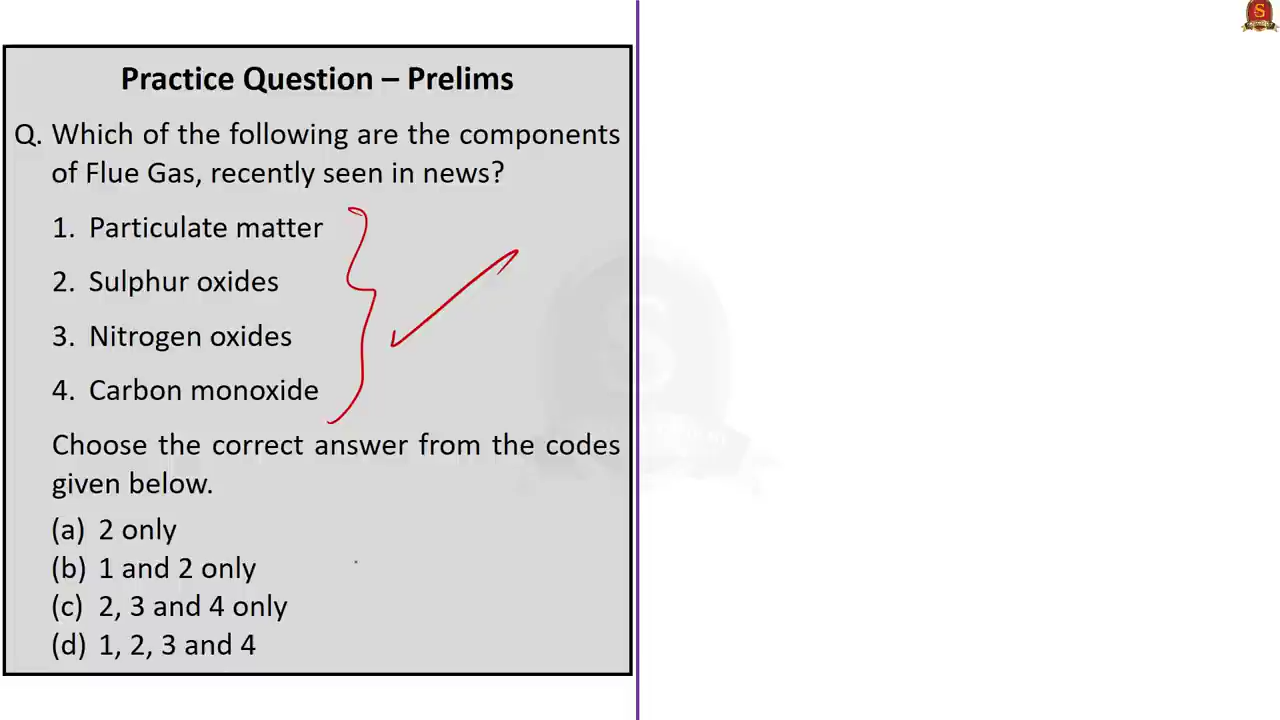 Practice Question – Prelims
Q. Which of the following are the components
of Flue Gas, recently seen in news?
1. Particulate matter
2. Sulphur oxides
3. Nitrogen oxides
4. Carbon monoxide
Choose the correct answer from the codes
given below.
(a) 2 only
(b) 1 and 2 only
(c) 2, 3 and 4 only
(d) 1, 2, 3 and 4
S